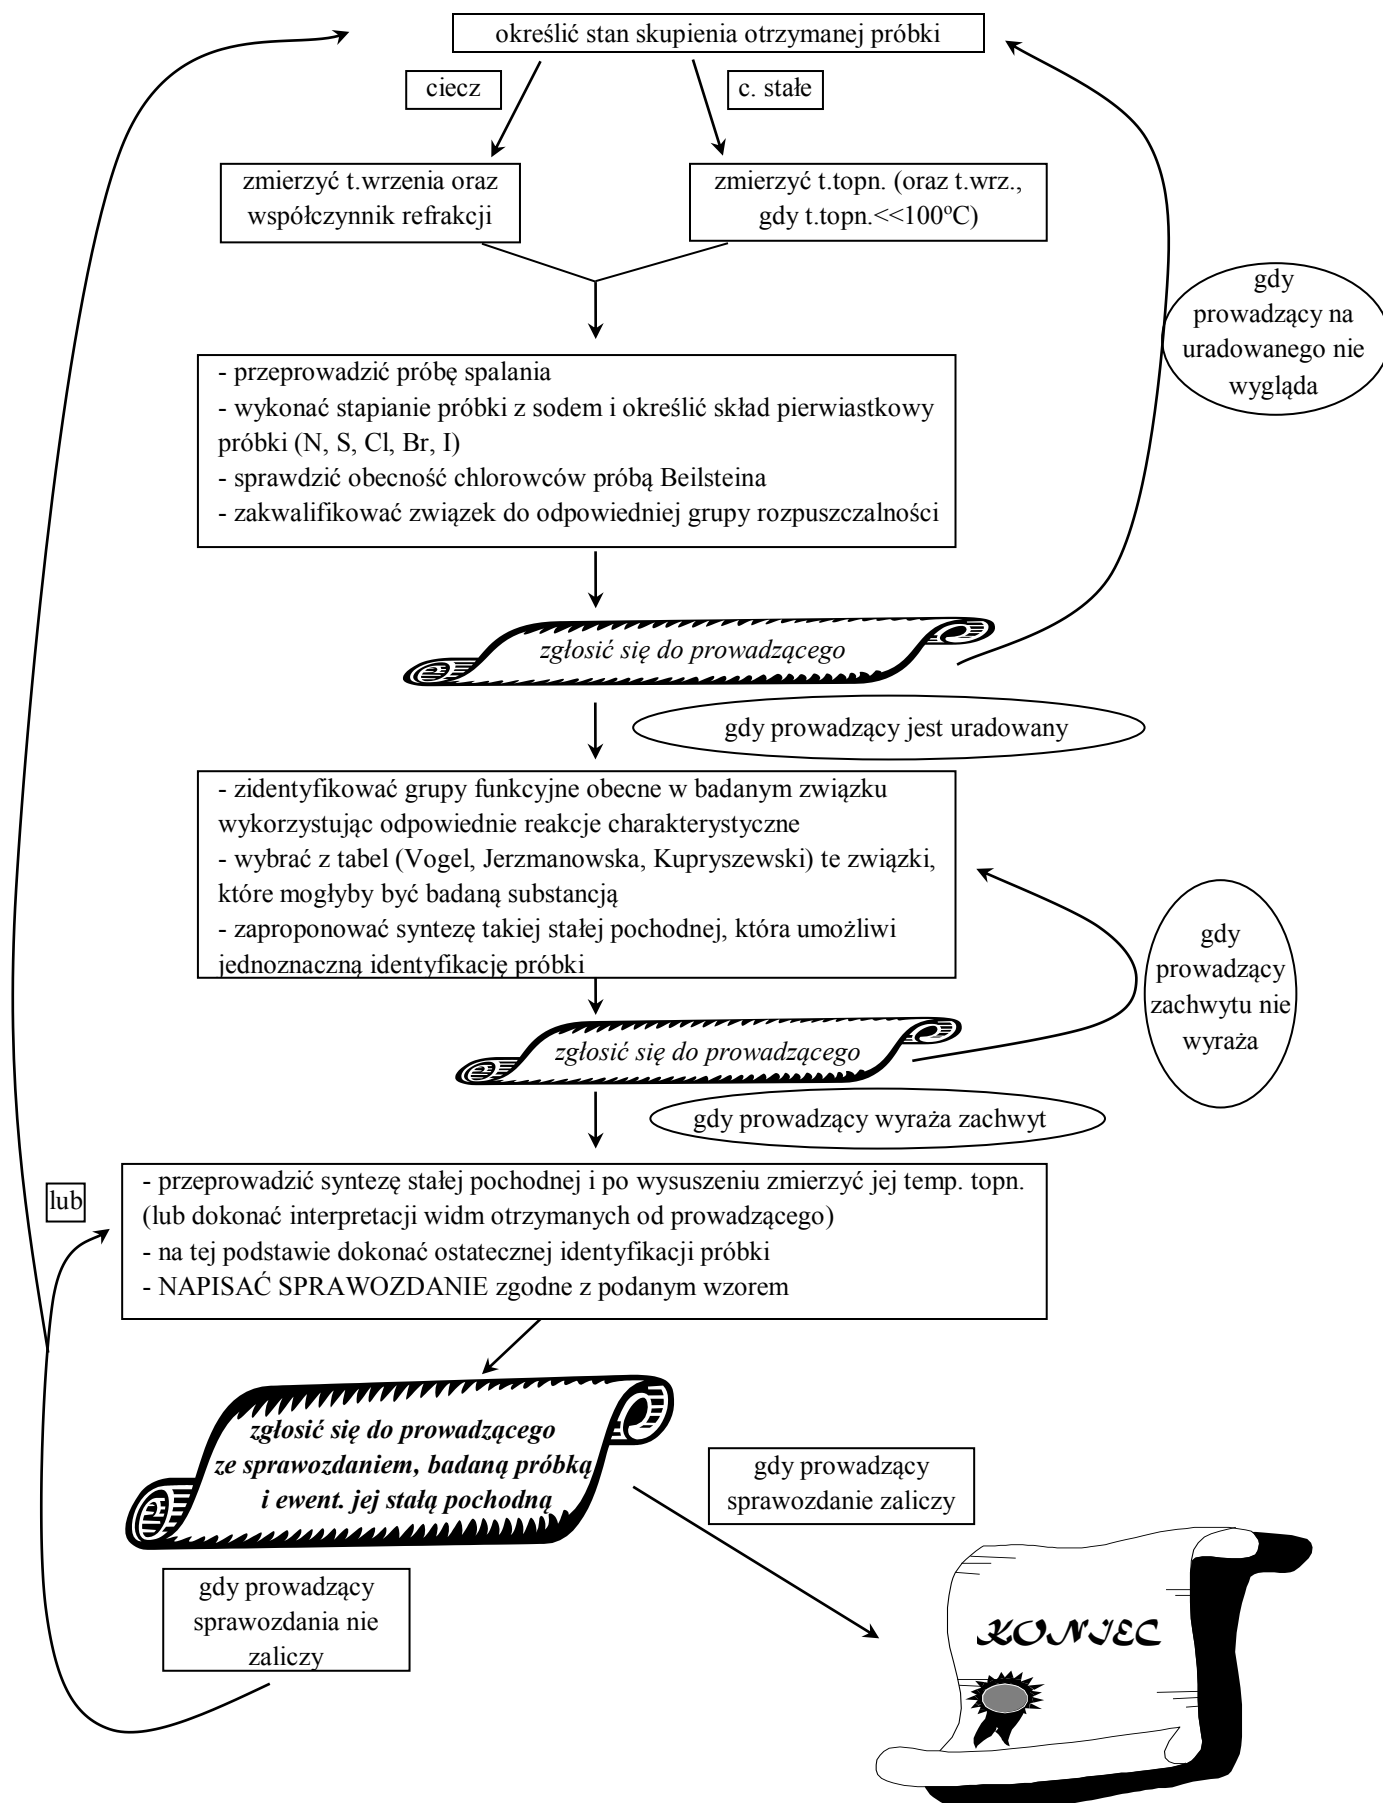 określić stan skupienia otrzymanej próbki
ciecz
c. stałe
zmierzyć t.wrzenia oraz
współczynnik refrakcji
zmierzyć t.topn. (oraz t.wrz.,
gdy t.topn.<<100°C)
gdy
prowadzący na
uradowanego nie
wygląda
- przeprowadzić próbę spalania
- wykonać stapianie próbki z sodem i określić skład pierwiastkowy
próbki (N, S, Cl, Br, I)
- sprawdzić obecność chlorowców próbą Beilsteina
- zakwalifikować związek do odpowiedniej grupy rozpuszczalności
zgłosić się do prowadzącego
gdy prowadzący jest uradowany
- zidentyfikować grupy funkcyjne obecne w badanym związku
wykorzystując odpowiednie reakcje charakterystyczne
- wybrać z tabel (Vogel, Jerzmanowska, Kupryszewski) te związki,
które mogłyby być badaną substancją
- zaproponować syntezę takiej stałej pochodnej, która umożliwi
jednoznaczną identyfikację próbki
gdy
prowadzący
zachwytu nie
wyraża
zgłosić się do prowadzącego
gdy prowadzący wyraża zachwyt
lub
- przeprowadzić syntezę stałej pochodnej i po wysuszeniu zmierzyć jej temp. topn.
(lub dokonać interpretacji widm otrzymanych od prowadzącego)
- na tej podstawie dokonać ostatecznej identyfikacji próbki
- NAPISAĆ SPRAWOZDANIE zgodne z podanym wzorem
zgłosić się do prowadzącego
ze sprawozdaniem, badaną próbką
i ewent. jej stałą pochodną
gdy prowadzący
sprawozdanie zaliczy
gdy prowadzący
sprawozdania nie
zaliczy
KONIEC